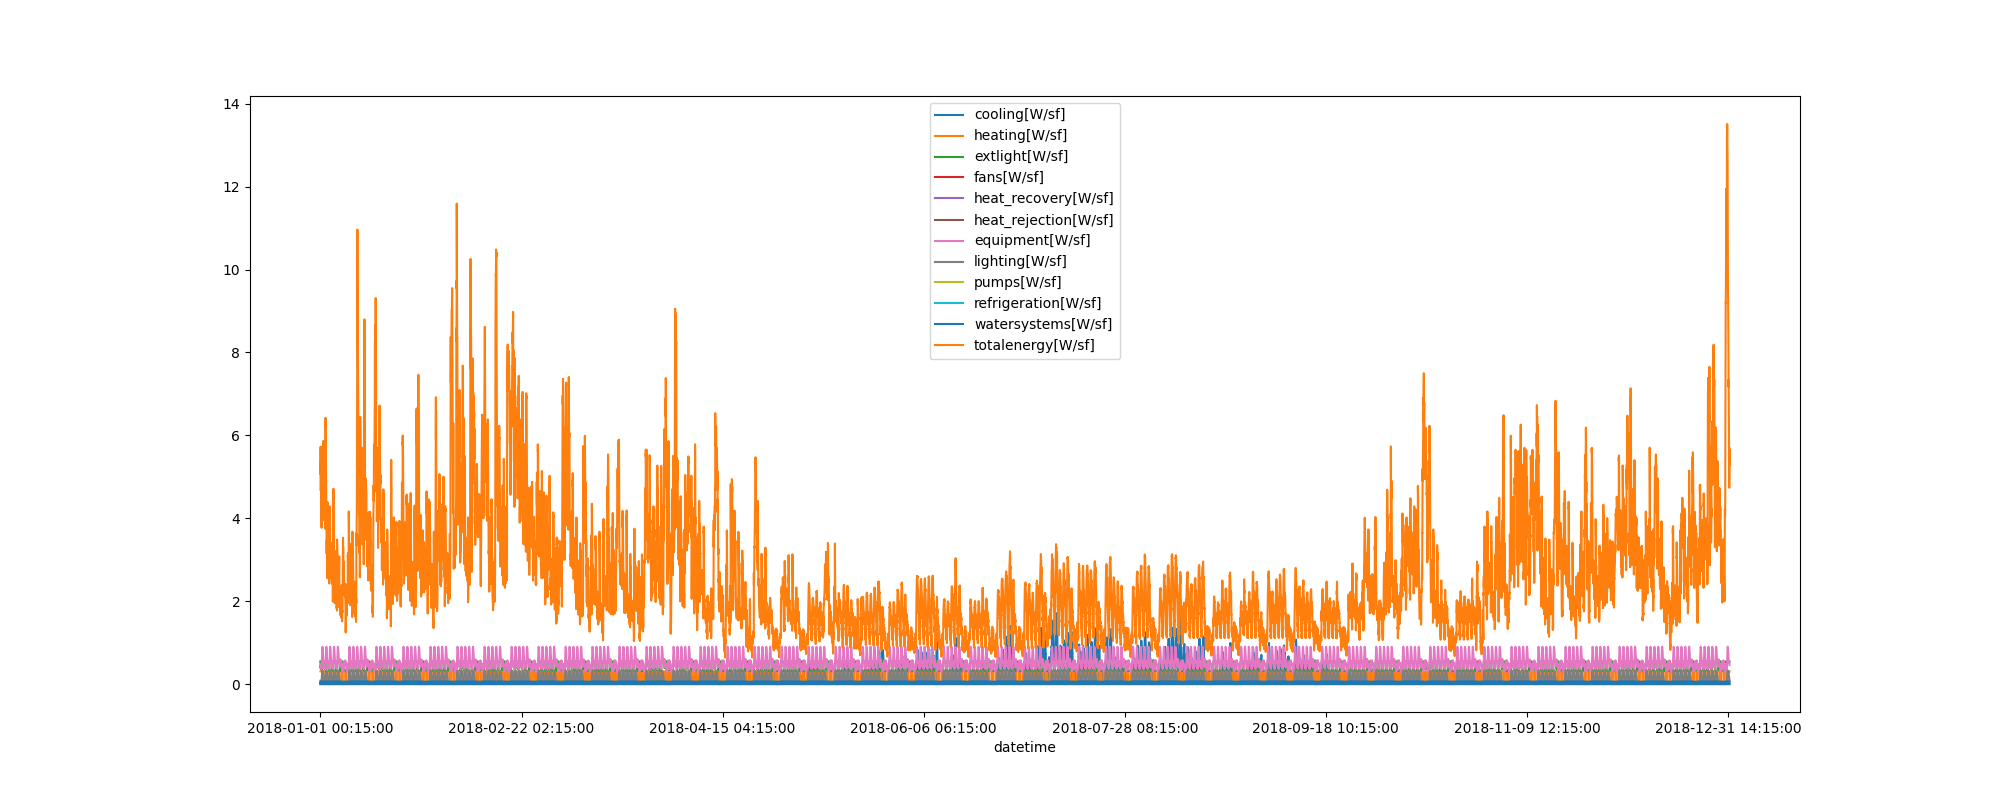 14
12
10
8
6
4
2
0
cooling[W/sf]
heating[W/sf]
extlight[W/sf]
fans[W/sf]
heat_recovery[W/sf]
heat_rejection[W/sf]
equipment[W/sf]
lighting[W/sf]
pumps[W/sf]
refrigeration[W/sf]
watersystems[W/sf]
totalenergy[W/sf]
2018-01-01 00:15:00 2018-02-22 02:15:00 2018-04-15 04:15:00 2018-06-06 06:15:00 2018-07-28 08:15:00 2018-09-18 10:15:00 2018-11-09 12:15:00 2018-12-31 14:15:00
datetime